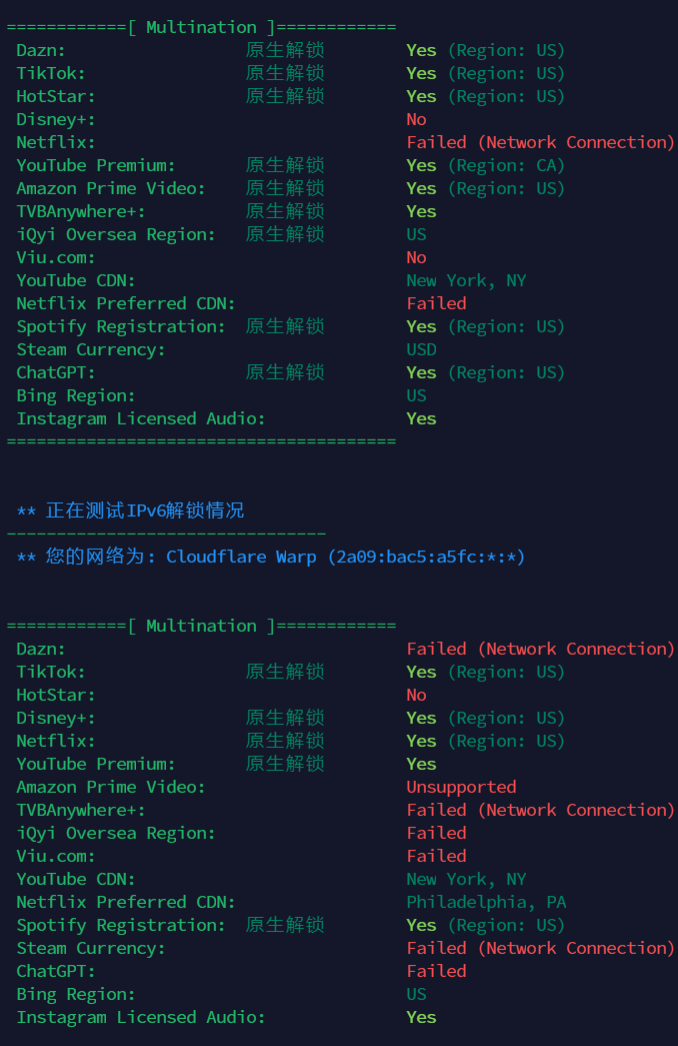 ============[ Multination ]============
Dazn: 原生解锁 Yes (Region: US)
TikTok: 原生解锁 Yes (Region: US)
HotStar: 原生解锁 Yes (Region: US)
Disney+: No
Netflix: Failed (Network Connection)
YouTube Premium: 原生解锁 Yes (Region: CA)
Amazon Prime Video: 原生解锁 Yes (Region: US)
TVBAnywhere+: 原生解锁 Yes
iQyi Oversea Region: 原生解锁 US
Viu.com: No
YouTube CDN: New York, NY
Netflix Preferred CDN: Failed
Spotify Registration: 原生解锁 Yes (Region: US)
Steam Currency: USD
ChatGPT: 原生解锁 Yes (Region: US)
Bing Region: US
Instagram Licensed Audio: Yes
=======================================
** 正在测试IPv6解锁情况
--------------------------------
** 您的网络为: Cloudflare Warp (2a09:bac5:a5fc:*:*)
============[ Multination ]============
Dazn: Failed (Network Connection)
TikTok: 原生解锁 Yes (Region: US)
HotStar: No
Disney+: 原生解锁 Yes (Region: US)
Netflix: 原生解锁 Yes (Region: US)
YouTube Premium: 原生解锁 Yes
Amazon Prime Video: Unsupported
TVBAnywhere+: Failed (Network Connection)
iQyi Oversea Region: Failed
Viu.com: Failed
YouTube CDN: New York, NY
Netflix Preferred CDN: Philadelphia, PA
Spotify Registration: 原生解锁 Yes (Region: US)
Steam Currency: Failed (Network Connection)
ChatGPT: Failed
Bing Region: US
Instagram Licensed Audio: Yes